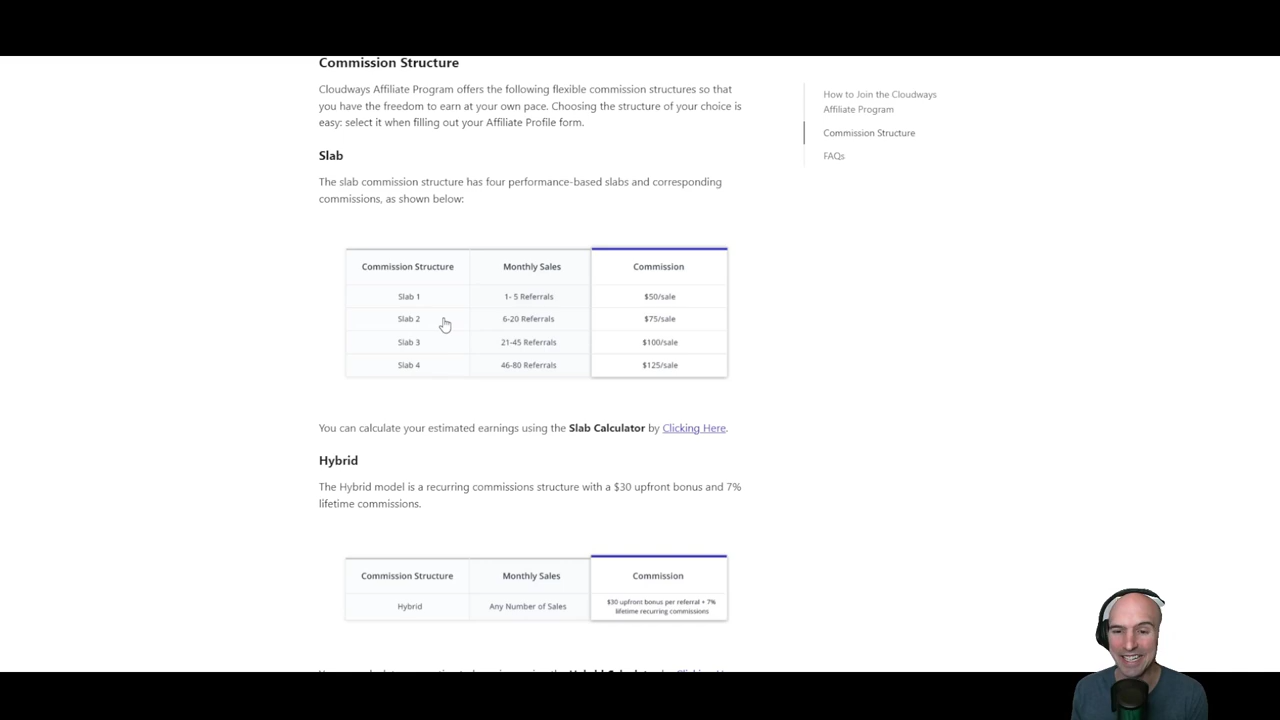 Commission Structure
Cloudways Affiliate Program offers the following flexible commission structures so that
you have the freedom to earn at your own pace. Choosing the structure of your choice is
easy: select it when filling out your Affiliate Profile form.
Slab
The slab commission structure has four performance-based slabs and corresponding
commissions, as shown below:
Commission Structure Monthly Sales Commission
Slab 1 1- 5 Referrals $50/sale
Slab 2 6-20 Referrals $75/sale
Slab 3 21-45 Referrals $100/sale
Slab 4 46-80 Referrals $125/sale
You can calculate your estimated earnings using the Slab Calculator by Clicking Here.
Hybrid
The Hybrid model is a recurring commissions structure with a $30 upfront bonus and 7%
lifetime commissions.
Commission Structure Monthly Sales Commission
Hybrid Any Number of Sales $30 upfront bonus per referral + 7%
lifetime recurring commissions
How to Join the Cloudways
Affiliate Program
Commission Structure
FAQs